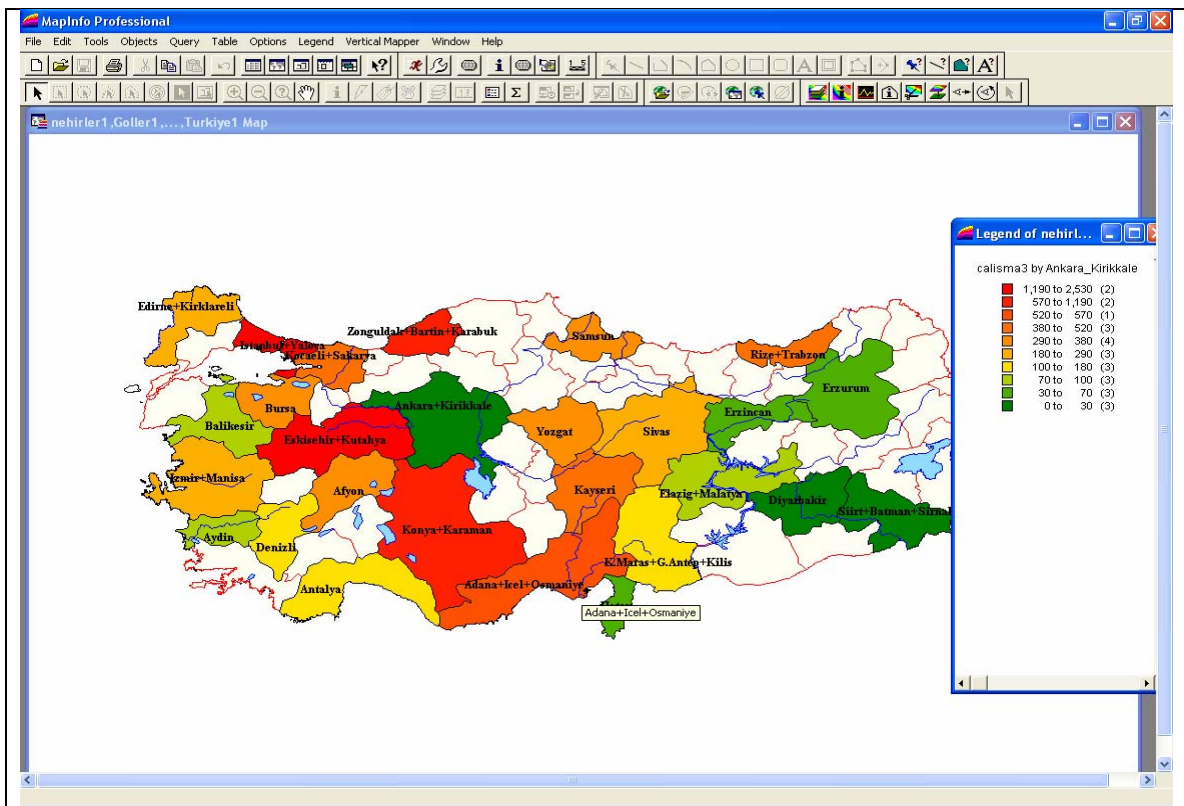 MapInfo Professional
File Edit Tools Objects Query Table Options Legend Vertical Mapper Window Help
nehirler1,Goller1,...,Turkiye1 Map
Legend of nehirl...
calisma3 by Ankara_Kirikkale
1,190 to 2,530 (2)
570 to 1,190 (2)
520 to 570 (1)
380 to 520 (3)
290 to 380 (4)
180 to 290 (3)
100 to 180 (3)
70 to 100 (3)
30 to 70 (3)
0 to 30 (3)
Edirne+Kirklareli
Zonguldak+Bartin+Karabuk
Samsun
Istanbul+Yalova
Kocaeli+Sakarya
Rize+Trabzon
Erzurum
Ankara+Kirikkale
Bursa
Erzincan
Balikesir
Yozgat
Sivas
Eskisehir+Kutahya
Izmir+Manisa
Afyon
Kayseri
Elazig+Malatya
Diyarbakir
Siirt+Batman+Sirnak
Konya+Karaman
Aydin
Denizli
K.Maras+G.Antep+Kilis
Adana+Icel+Osmaniye
Antalya
Adana+Icel+Osmaniye